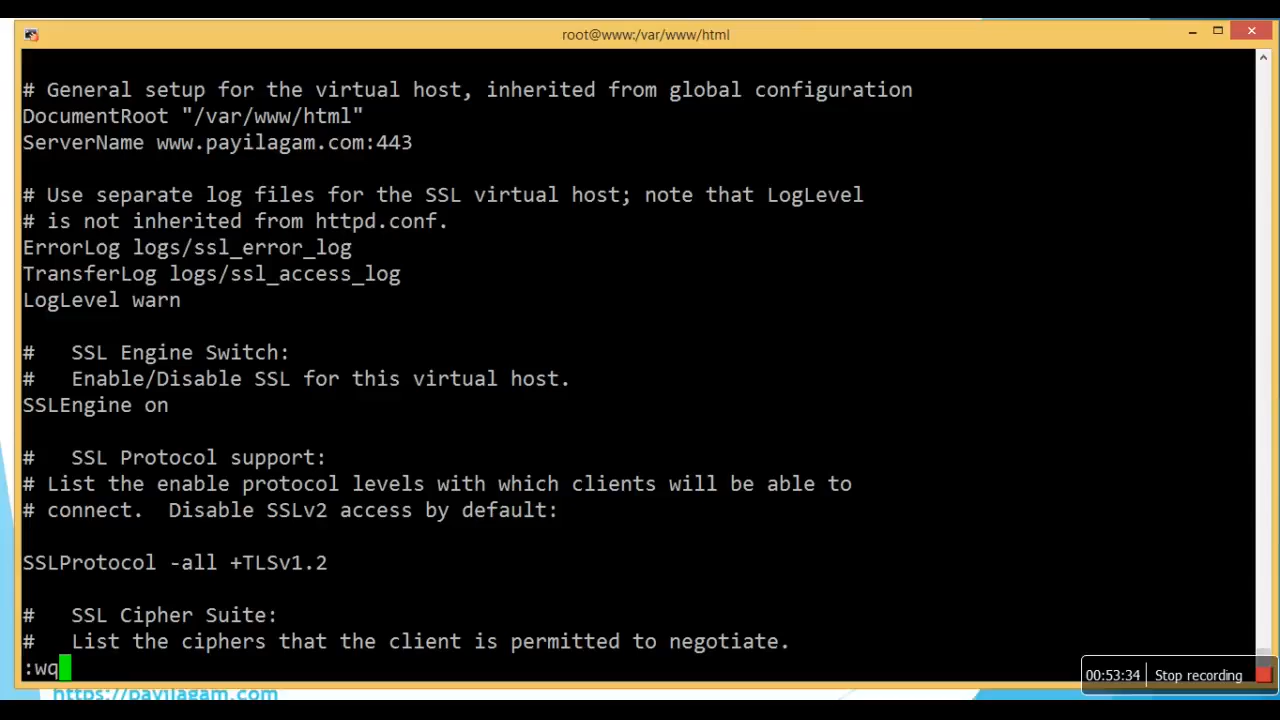 root@www:/var/www/html
# General setup for the virtual host, inherited from global configuration
DocumentRoot "/var/www/html"
ServerName www.payilagam.com:443
# Use separate log files for the SSL virtual host; note that LogLevel
# is not inherited from httpd.conf.
ErrorLog logs/ssl_error_log
TransferLog logs/ssl_access_log
LogLevel warn
#   SSL Engine Switch:
#   Enable/Disable SSL for this virtual host.
SSLEngine on
#   SSL Protocol support:
# List the enable protocol levels with which clients will be able to
# connect.  Disable SSLv2 access by default:
SSLProtocol -all +TLSv1.2
#   SSL Cipher Suite:
#   List the ciphers that the client is permitted to negotiate.
:wq
00:53:34 Stop recording
https://payilagam.com